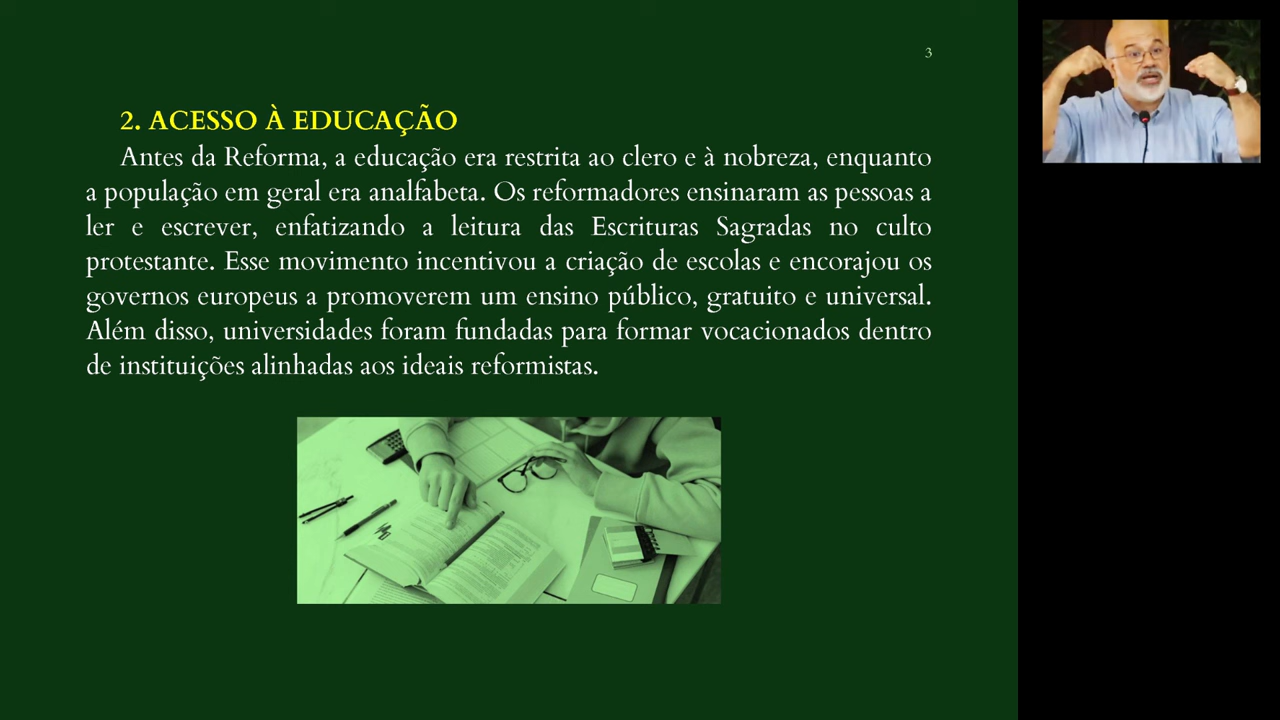 3
2. ACESSO À EDUCAÇÃO
Antes da Reforma, a educação era restrita ao clero e à nobreza, enquanto
a população em geral era analfabeta. Os reformadores ensinaram as pessoas a
ler e escrever, enfatizando a leitura das Escrituras Sagradas no culto
protestante. Esse movimento incentivou a criação de escolas e encorajou os
governos europeus a promoverem um ensino público, gratuito e universal.
Além disso, universidades foram fundadas para formar vocacionados dentro
de instituições alinhadas aos ideais reformistas.